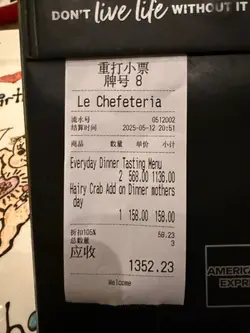 DON'T live life WITHOUT IT
重打小票
牌号 8
Le Chefeteria
流水号 0512002
结算时间 2025-05-12 20:51
商品 数量 单价 小计
Everyday Dinner Tasting Menu
2 568.00 1136.00
Hairy Crab Add on Dinner mothers
day
1 158.00 158.00
折扣105% 58.23
总数量 3
应收
1352.23
Welcome
AMERICAN
EXPRE